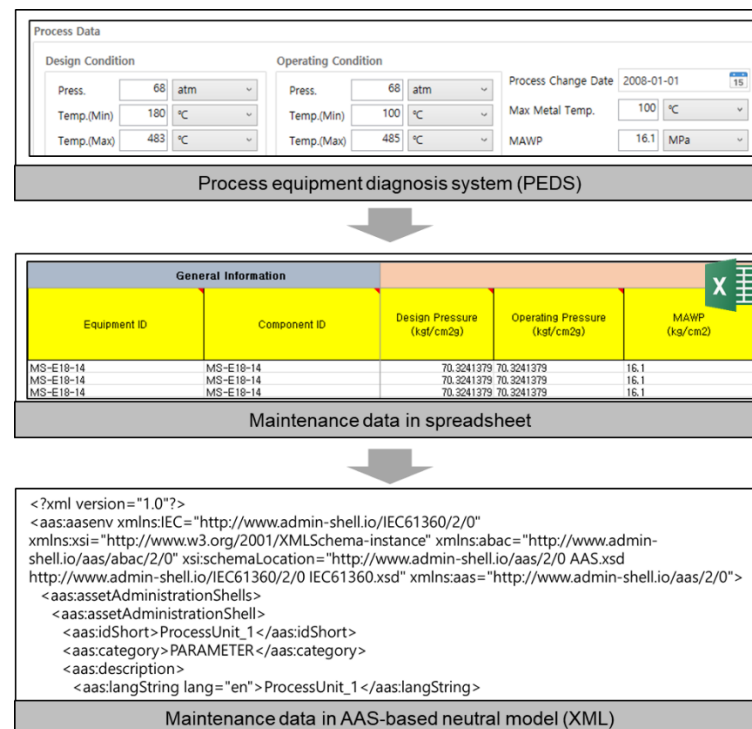 Process Data
Design Condition
Operating Condition
Press. 68 atm
Press. 68 atm
Process Change Date 2008-01-01 15
Temp.(Min) 180 ℃
Temp.(Min) 100 ℃
Max Metal Temp. 100 ℃
Temp.(Max) 483 ℃
Temp.(Max) 485 ℃
MAWP 16.1 MPa
Process equipment diagnosis system (PEDS)
General Information
X
Equipment ID
Component ID
Design Pressure
(kgf/cm2g)
Operating Pressure
(kgf/cm2g)
MAWP
(kg/cm2)
MS-E18-14 MS-E18-14 70.3241379 70.3241379 16.1
MS-E18-14 MS-E18-14 70.3241379 70.3241379 16.1
MS-E18-14 MS-E18-14 70.3241379 70.3241379 16.1
Maintenance data in spreadsheet
<?xml version="1.0"?>
<aas:aasenv xmlns:IEC="http://www.admin-shell.io/IEC61360/2/0"
xmlns:xsi="http://www.w3.org/2001/XMLSchema-instance" xmlns:abac="http://www.admin-
shell.io/aas/abac/2/0" xsi:schemaLocation="http://www.admin-shell.io/aas/2/0 AAS.xsd
http://www.admin-shell.io/IEC61360/2/0 IEC61360.xsd" xmlns:aas="http://www.admin-shell.io/aas/2/0">
<aas:assetAdministrationShells>
<aas:assetAdministrationShell>
<aas:idShort>ProcessUnit_1</aas:idShort>
<aas:category>PARAMETER</aas:category>
<aas:description>
<aas:langString lang="en">ProcessUnit_1</aas:langString>
Maintenance data in AAS-based neutral model (XML)